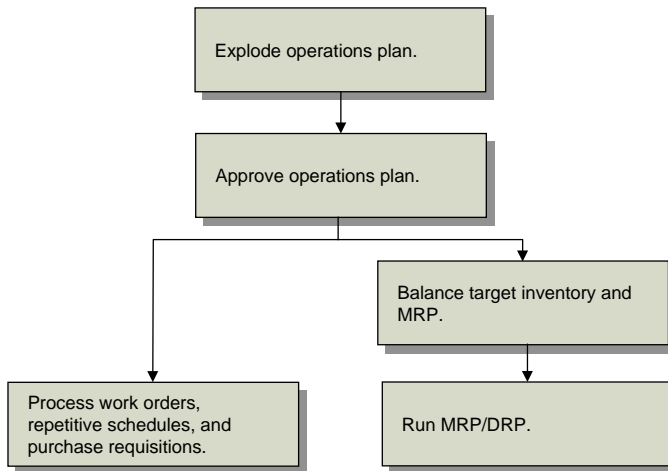 Explode operations plan.
Approve operations plan.
Balance target inventory and
MRP.
Process work orders,
repetitive schedules, and
purchase requisitions.
Run MRP/DRP.